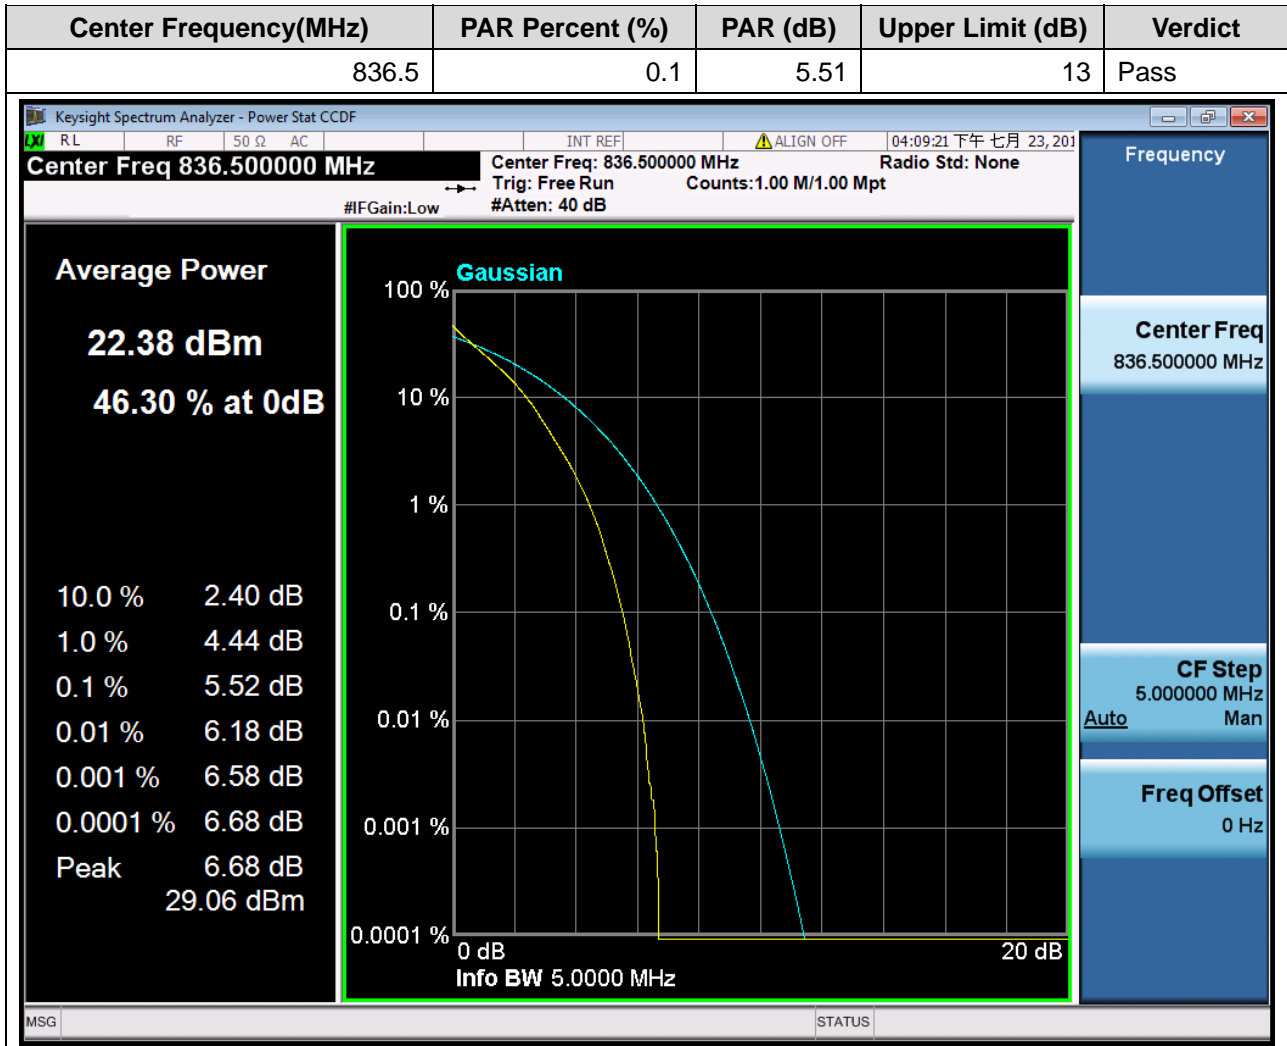 Center Frequency(MHz) PAR Percent (%) PAR (dB) Upper Limit (dB) Verdict
836.5 0.1 5.51 13 Pass
Keysight Spectrum Analyzer - Power Stat CCDF
LXI RL RF 50 Ω AC INT REF ALIGN OFF 04:09:21 下午 七月 23, 201
Center Freq 836.500000 MHz
Center Freq: 836.500000 MHz Radio Std: None
Trig: Free Run Counts:1.00 M/1.00 Mpt
#IFGain:Low #Atten: 40 dB
Average Power
22.38 dBm
46.30 % at 0dB
10.0 % 2.40 dB
1.0 % 4.44 dB
0.1 % 5.52 dB
0.01 % 6.18 dB
0.001 % 6.58 dB
0.0001 % 6.68 dB
Peak 6.68 dB
29.06 dBm
Gaussian
100 %
10 %
1 %
0.1 %
0.01 %
0.001 %
0.0001 %
0 dB 20 dB
Info BW 5.0000 MHz
Frequency
Center Freq
836.500000 MHz
CF Step
5.000000 MHz
Auto Man
Freq Offset
0 Hz
MSG STATUS